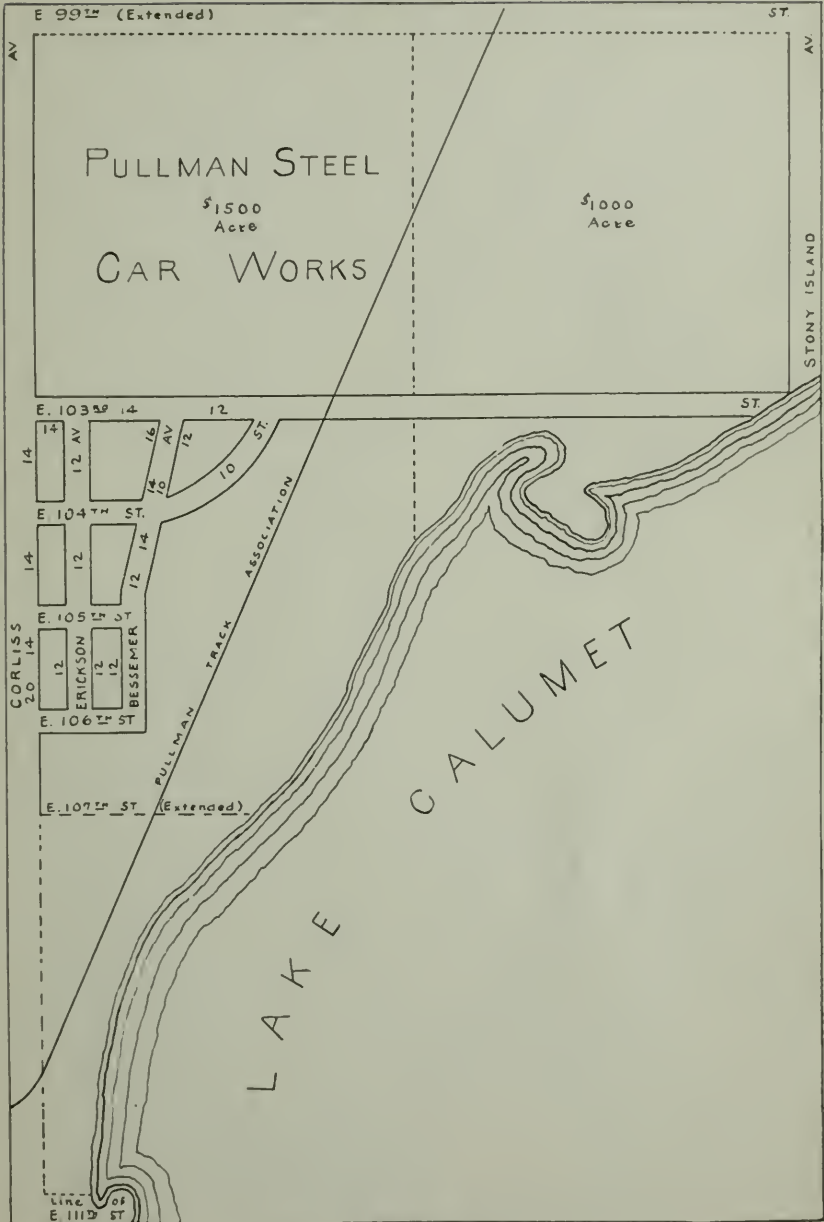 E 99TH (Extended) ST.
AV
AV.
PULLMAN STEEL
$1500
Acre
CAR WORKS
$1000
Acre
STONY ISLAND
E. 103RD 14 12 ST.
14
14
12 AV
16
AV
12
ST.
10
14
10
E. 104TH ST.
14
12
14
12
E. 105TH ST
CORLISS
20 14
12
ERICKSON
12
12
BESSEMER
E. 106TH ST
PULLMAN TRACK ASSOCIATION
E. 107TH ST (Extended)
LAKE CALUMET
Line of
E 111TH ST